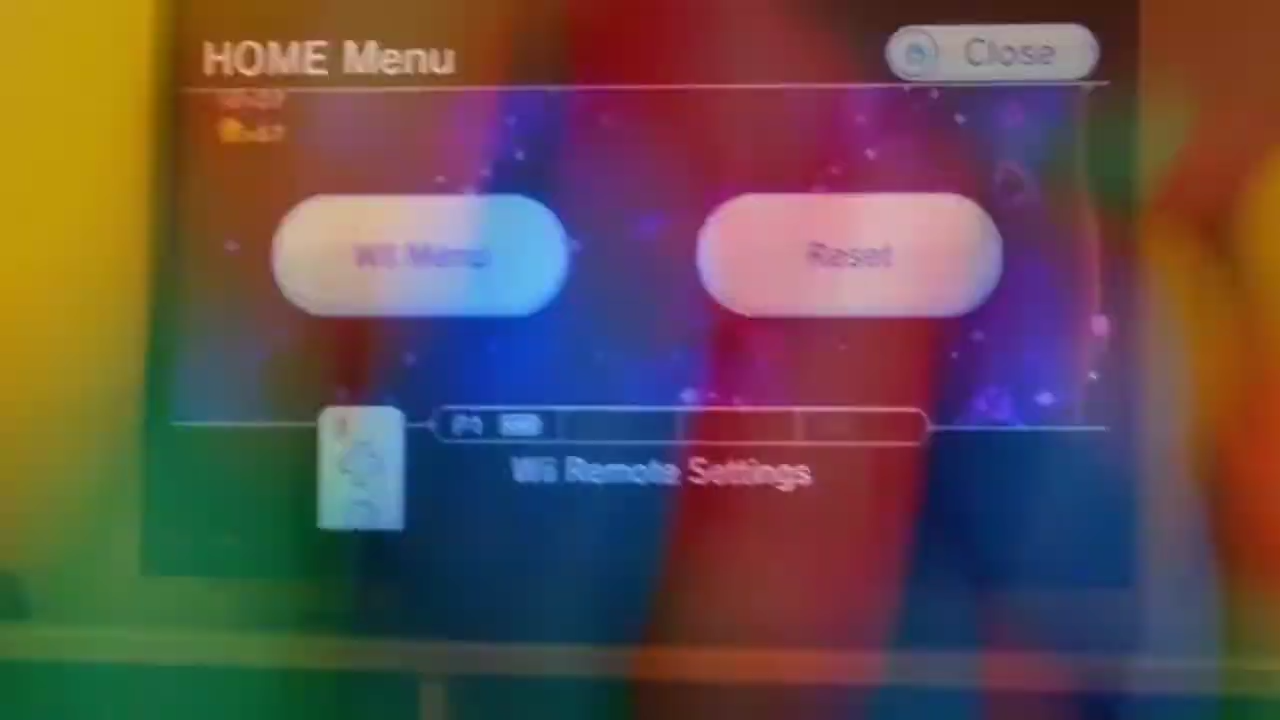 HOME Menu
Close
Wii Menu
Reset
Wii Remote Settings